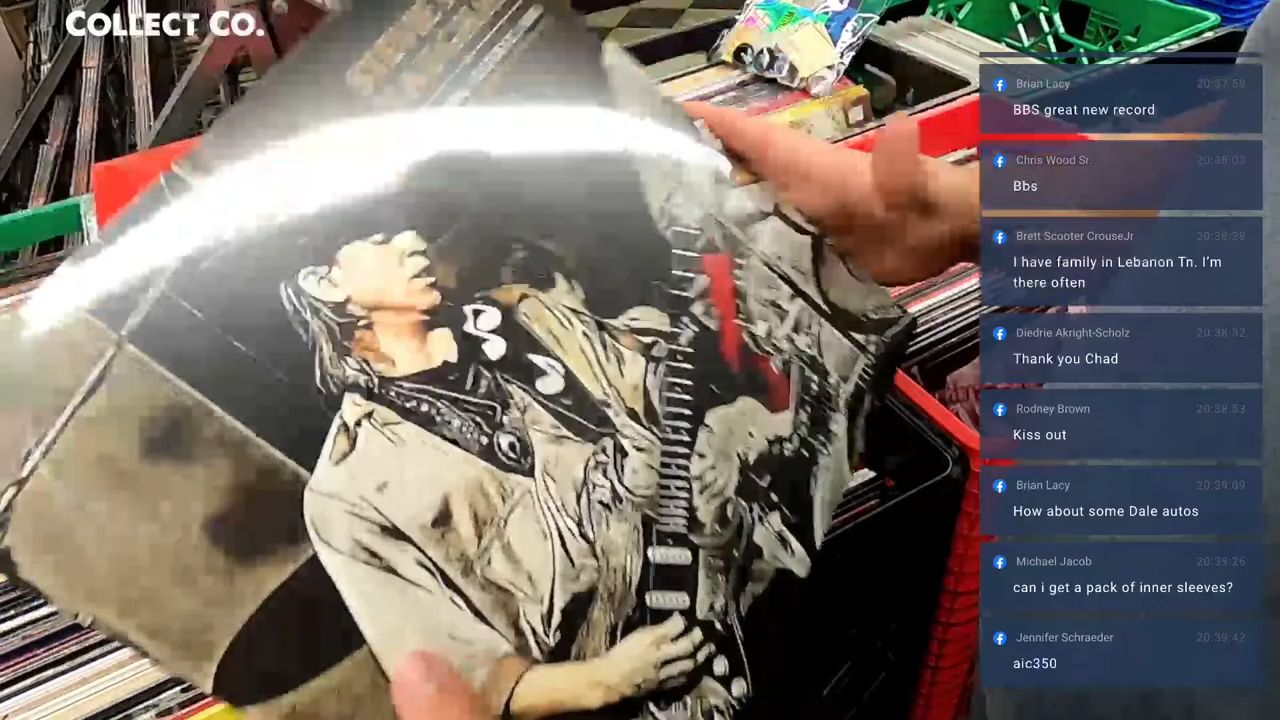 COLLECT CO.
Brian Lacy 20:37:50
BBS great new record
Chris Wood Sr. 20:38:03
Bbs
Brett Scooter CrouseJr 20:38:28
I have family in Lebanon Tn. I'm
there often
Diedrie Akright-Scholz 20:38:32
Thank you Chad
Rodney Brown 20:38:53
Kiss out
Brian Lacy 20:39:09
How about some Dale autos
Michael Jacob 20:39:26
can i get a pack of inner sleeves?
Jennifer Schraeder 20:39:42
aic350